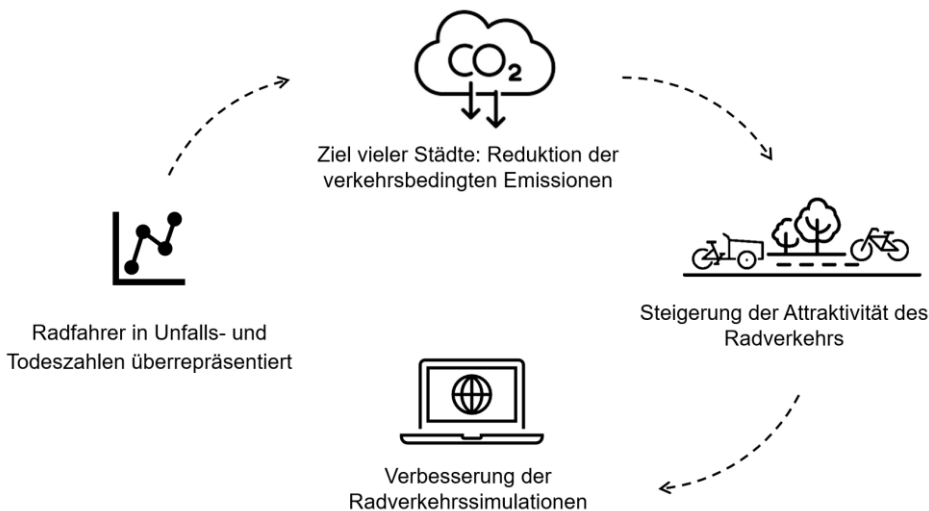 CO₂
Ziel vieler Städte: Reduktion der
verkehrsbedingten Emissionen
Steigerung der Attraktivität des
Radverkehrs
Radfahrer in Unfalls- und
Todeszahlen überrepräsentiert
Verbesserung der
Radverkehrssimulationen